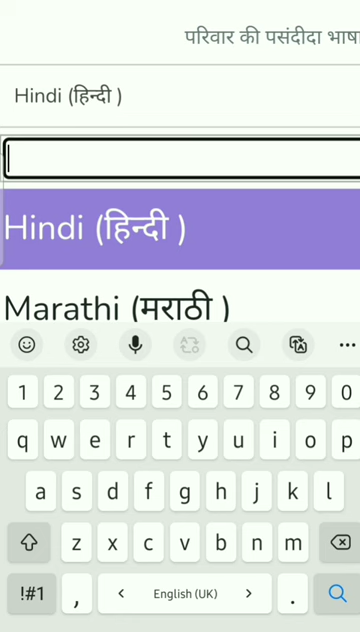 परिवार की पसंदीदा भाषा
Hindi (हिन्दी )
Hindi (हिन्दी )
Marathi (मराठी )
1 2 3 4 5 6 7 8 9 0
q w e r t y u i o p
a s d f g h j k l
z x c v b n m
!#1 , < English (UK) > .